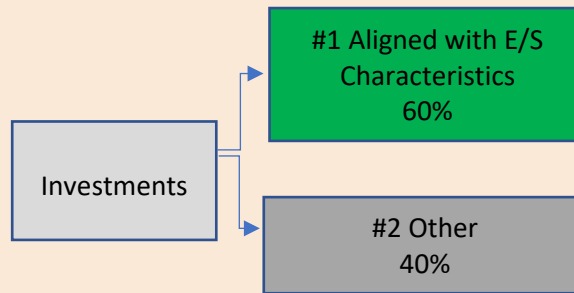 #1 Aligned with E/S
Characteristics
60%
Investments
#2 Other
40%